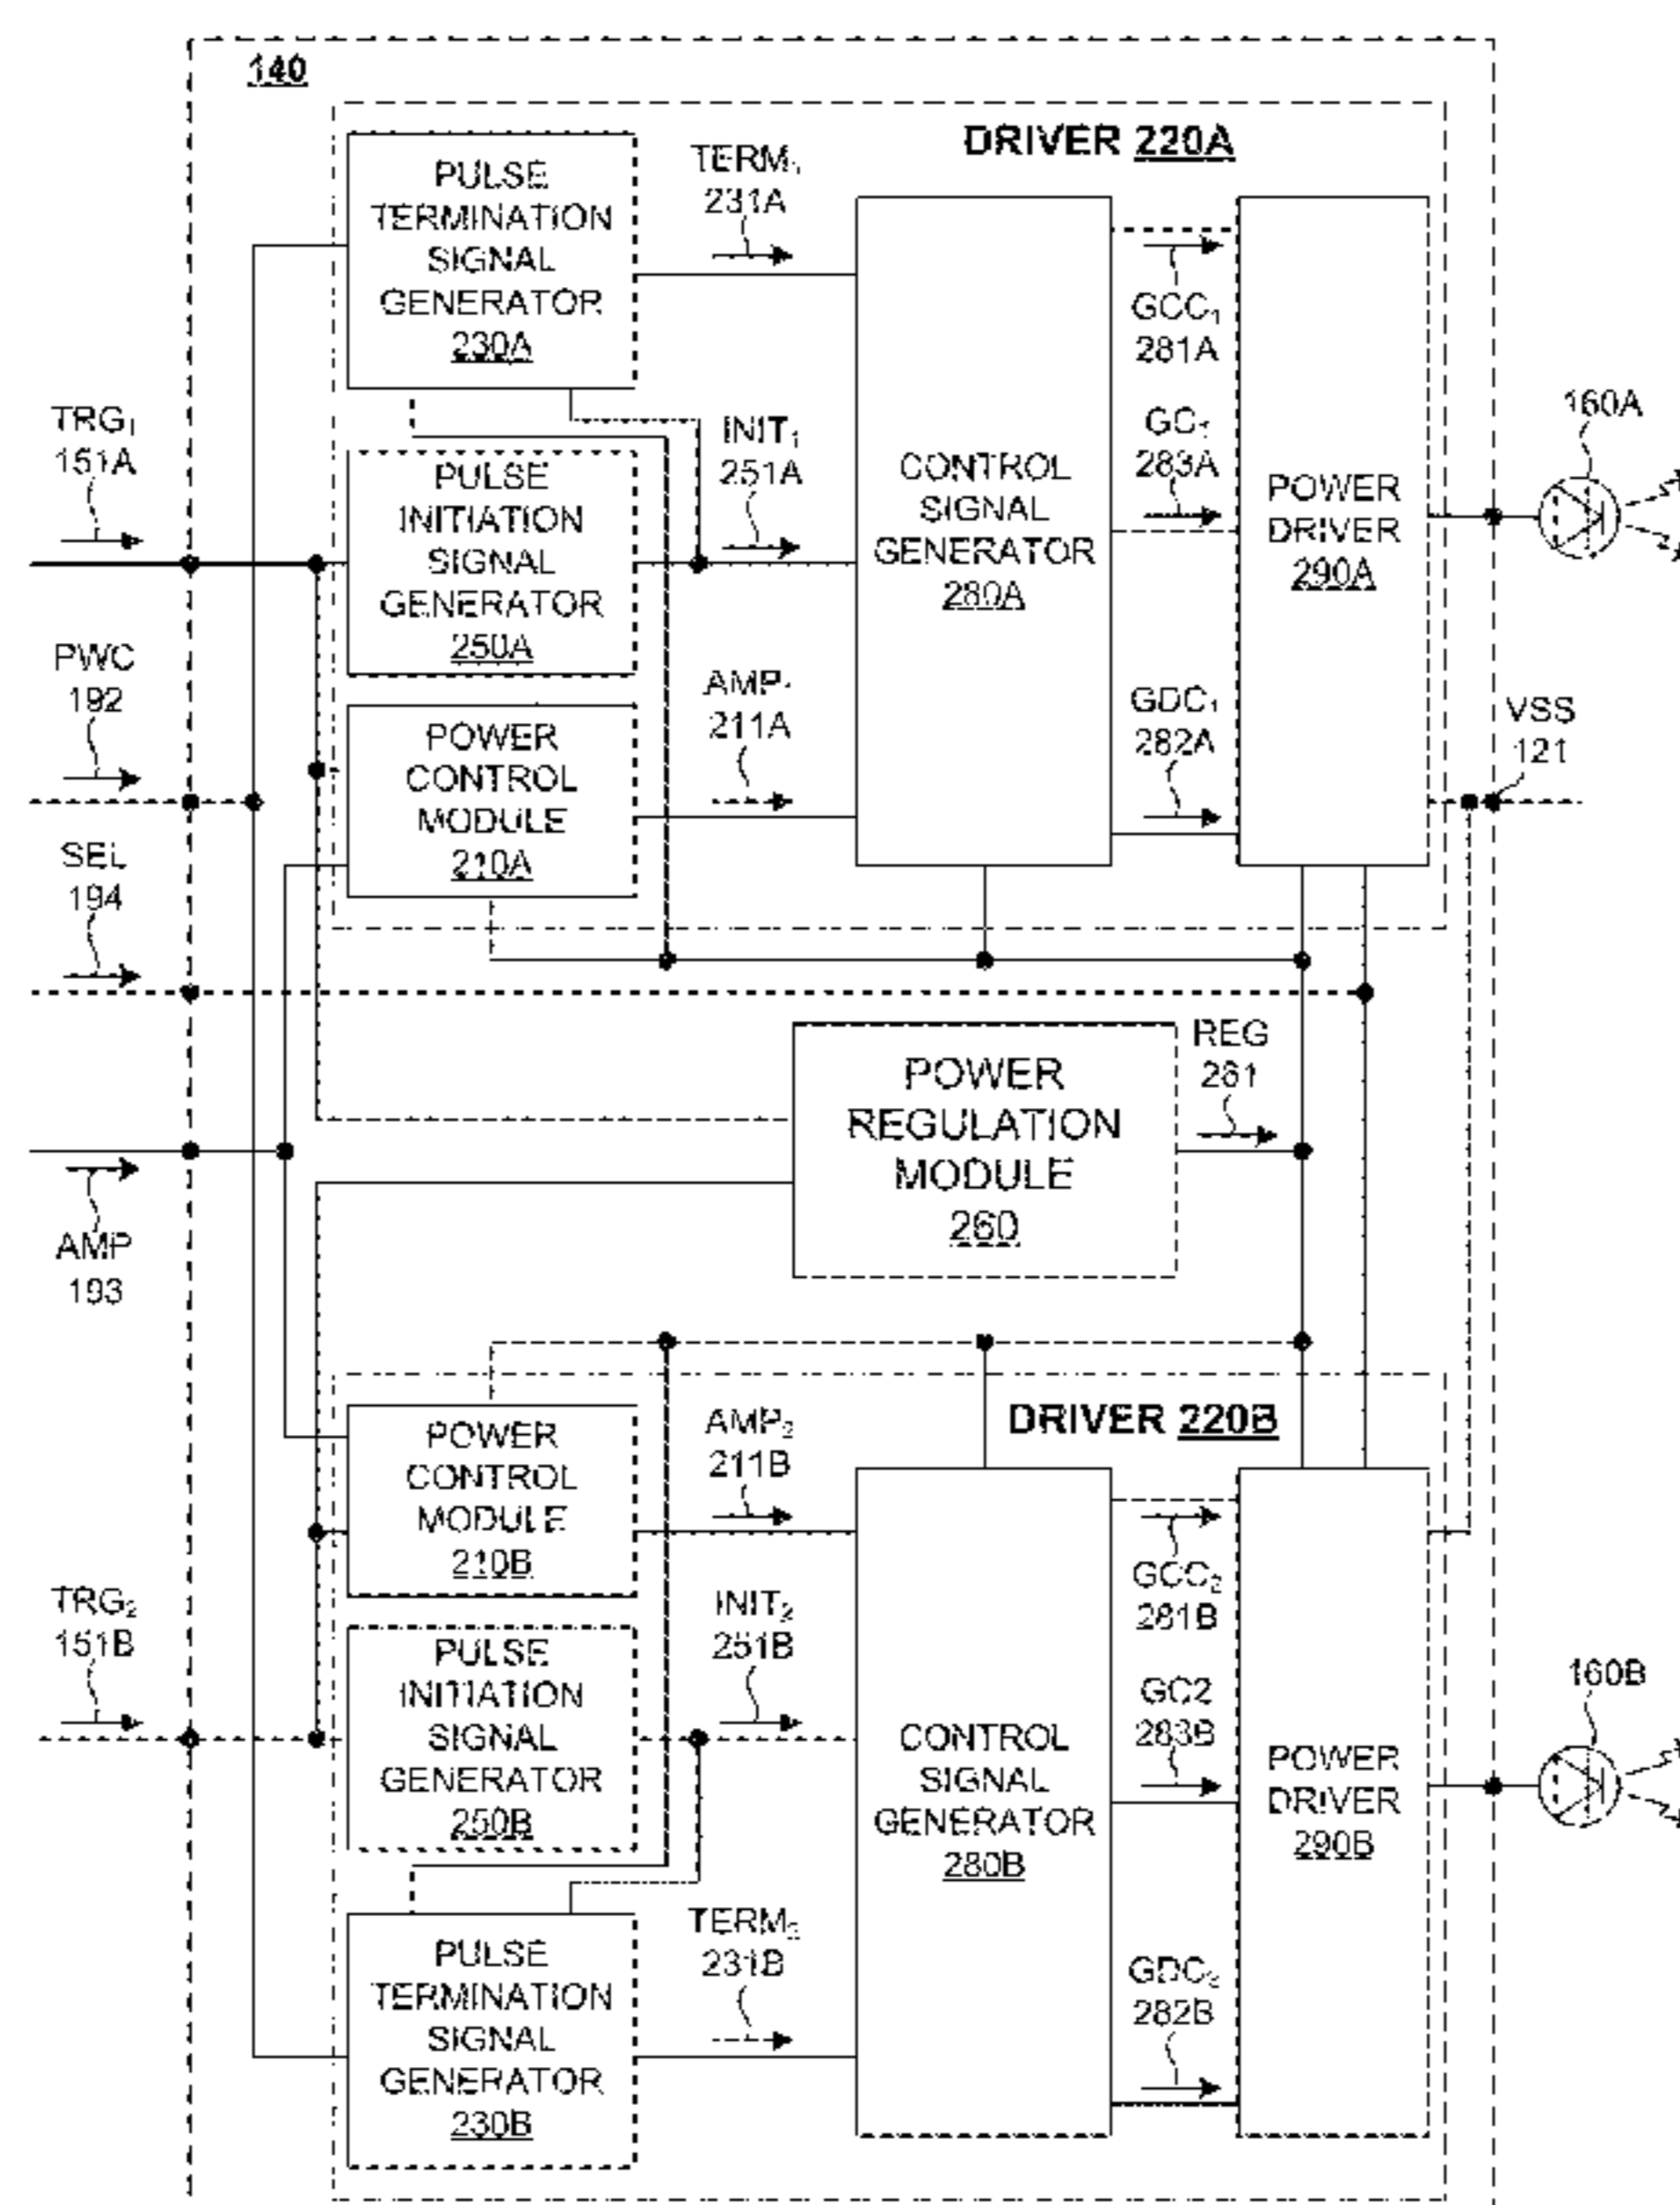 140
DRIVER 220A
PULSE
TERMINATION
SIGNAL
GENERATOR
230A
TERM₁
231A
GCC₁
281A
TRG₁
151A
PULSE
INITIATION
SIGNAL
GENERATOR
250A
INIT₁
251A
CONTROL
SIGNAL
GENERATOR
280A
GC₁
283A
POWER
DRIVER
290A
160A
PWC
192
POWER
CONTROL
MODULE
210A
AMP₁
211A
GDC₁
282A
VSS
121
SEL
194
POWER
REGULATION
MODULE
260
REG
261
AMP
193
DRIVER 220B
POWER
CONTROL
MODULE
210B
AMP₂
211B
GCC₂
281B
TRG₂
151B
PULSE
INITIATION
SIGNAL
GENERATOR
250B
INIT₂
251B
CONTROL
SIGNAL
GENERATOR
280B
GC2
283B
POWER
DRIVER
290B
160B
PULSE
TERMINATION
SIGNAL
GENERATOR
230B
TERM₂
231B
GDC₂
282B